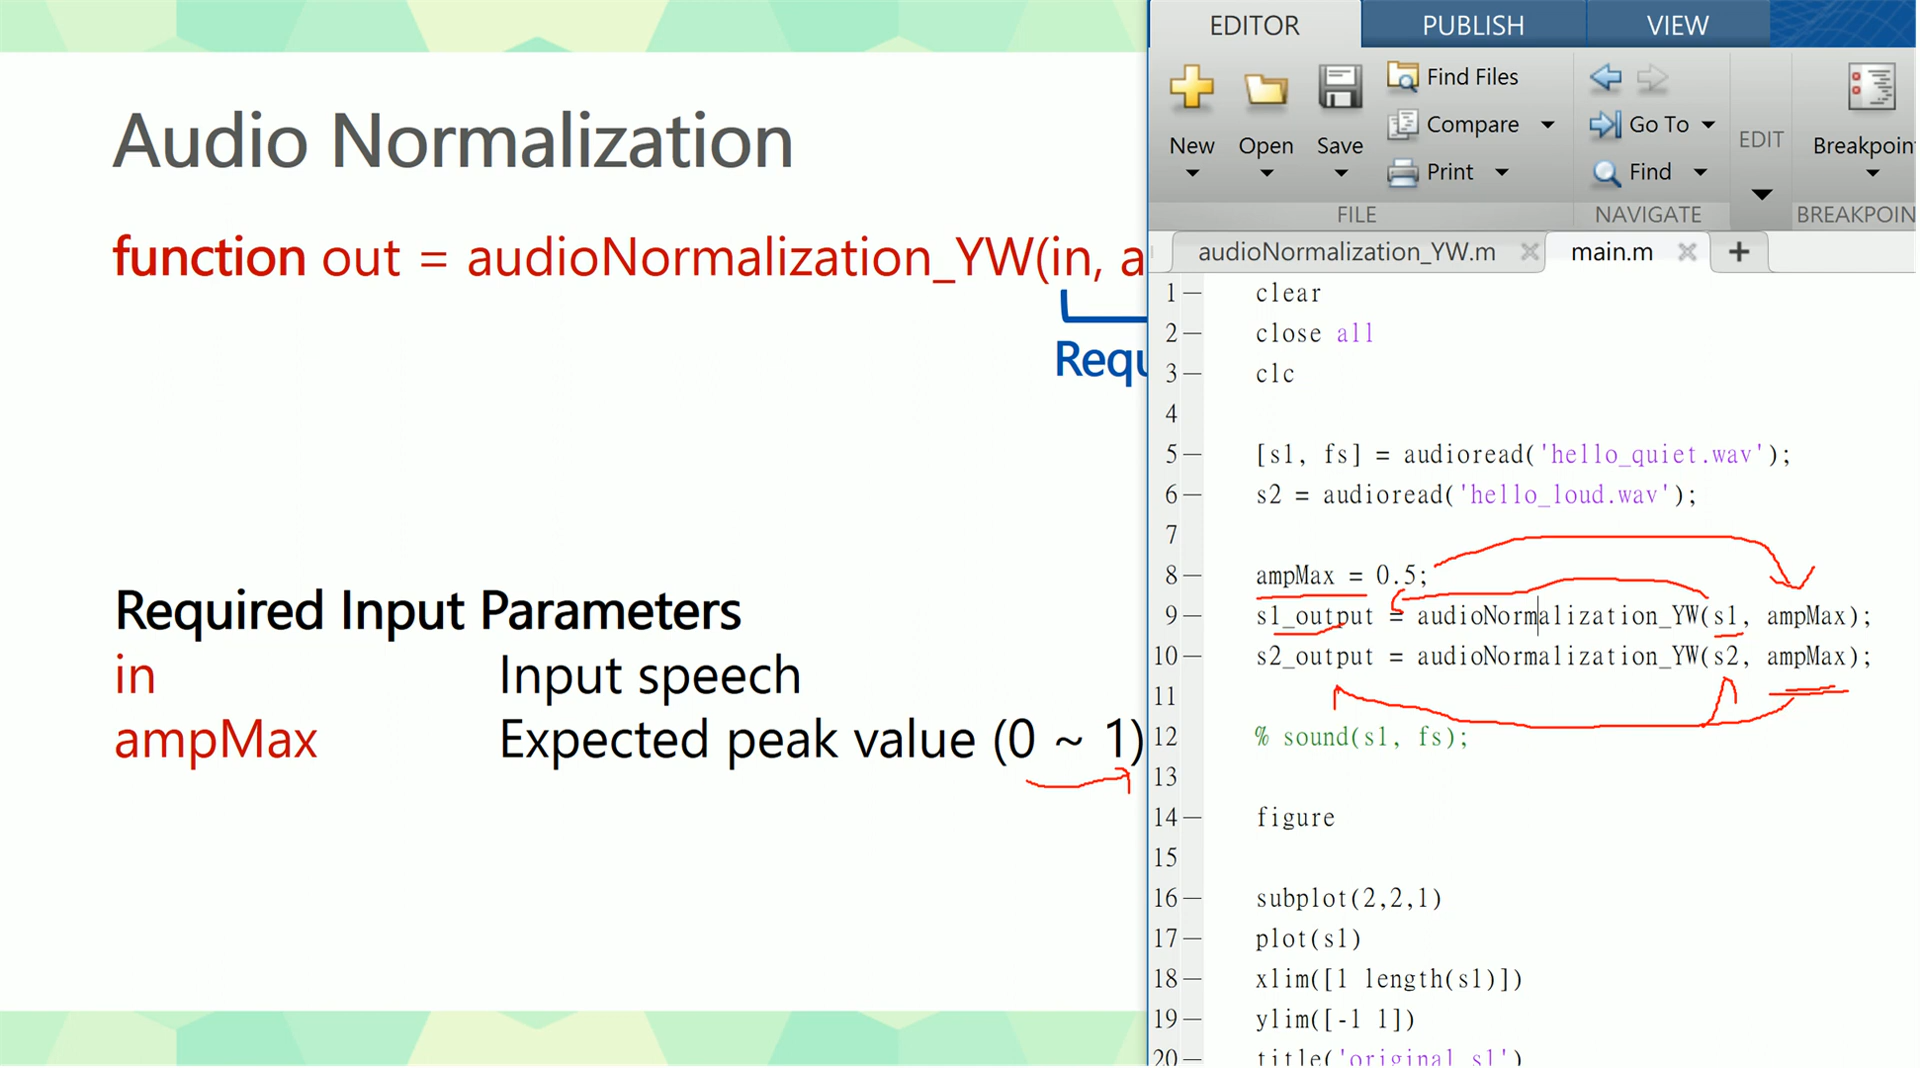 Audio Normalization
function out = audioNormalization_YW(in, a
Requ
Required Input Parameters
in Input speech
ampMax Expected peak value (0 ~ 1)
EDITOR PUBLISH VIEW
New Open Save
Find Files
Compare
Print
FILE
Go To
Find
NAVIGATE
EDIT
Breakpoin
BREAKPOIN
audioNormalization_YW.m main.m
1 clear
2 close all
3 clc
4
5 [s1, fs] = audioread('hello_quiet.wav');
6 s2 = audioread('hello_loud.wav');
7
8 ampMax = 0.5;
9 s1_output = audioNormalization_YW(s1, ampMax);
10 s2_output = audioNormalization_YW(s2, ampMax);
11
12 % sound(s1, fs);
13
14 figure
15
16 subplot(2,2,1)
17 plot(s1)
18 xlim([1 length(s1)])
19 ylim([-1 1])
20 title('original s1')